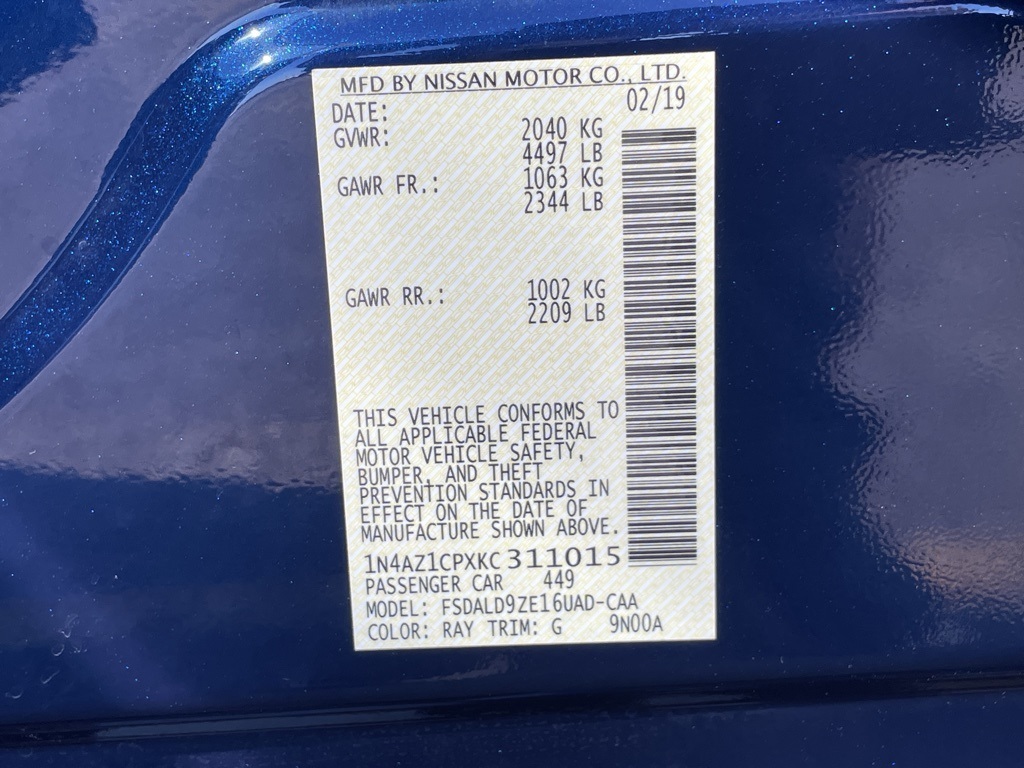 MFD BY NISSAN MOTOR CO., LTD.
DATE: 02/19
GVWR: 2040 KG
4497 LB
GAWR FR.: 1063 KG
2344 LB
GAWR RR.: 1002 KG
2209 LB
THIS VEHICLE CONFORMS TO
ALL APPLICABLE FEDERAL
MOTOR VEHICLE SAFETY,
BUMPER, AND THEFT
PREVENTION STANDARDS IN
EFFECT ON THE DATE OF
MANUFACTURE SHOWN ABOVE.
1N4AZ1CPXKC311015
PASSENGER CAR 449
MODEL: FSDALD9ZE16UAD-CAA
COLOR: RAY TRIM: G 9N00A